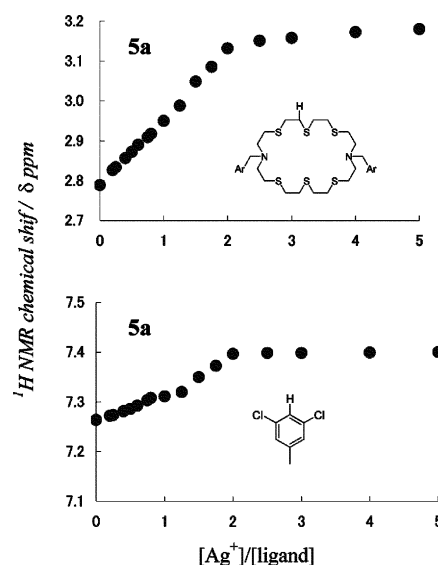 5a
3.2
3.1
3.0
2.9
2.8
2.7
0 1 2 3 4 5
H
S S S
Ar N N Ar
S S S
¹H NMR chemical shif / δ ppm
5a
7.5
7.4
7.3
7.2
7.1
0 1 2 3 4 5
H
Cl Cl
[Ag⁺]/[ligand]